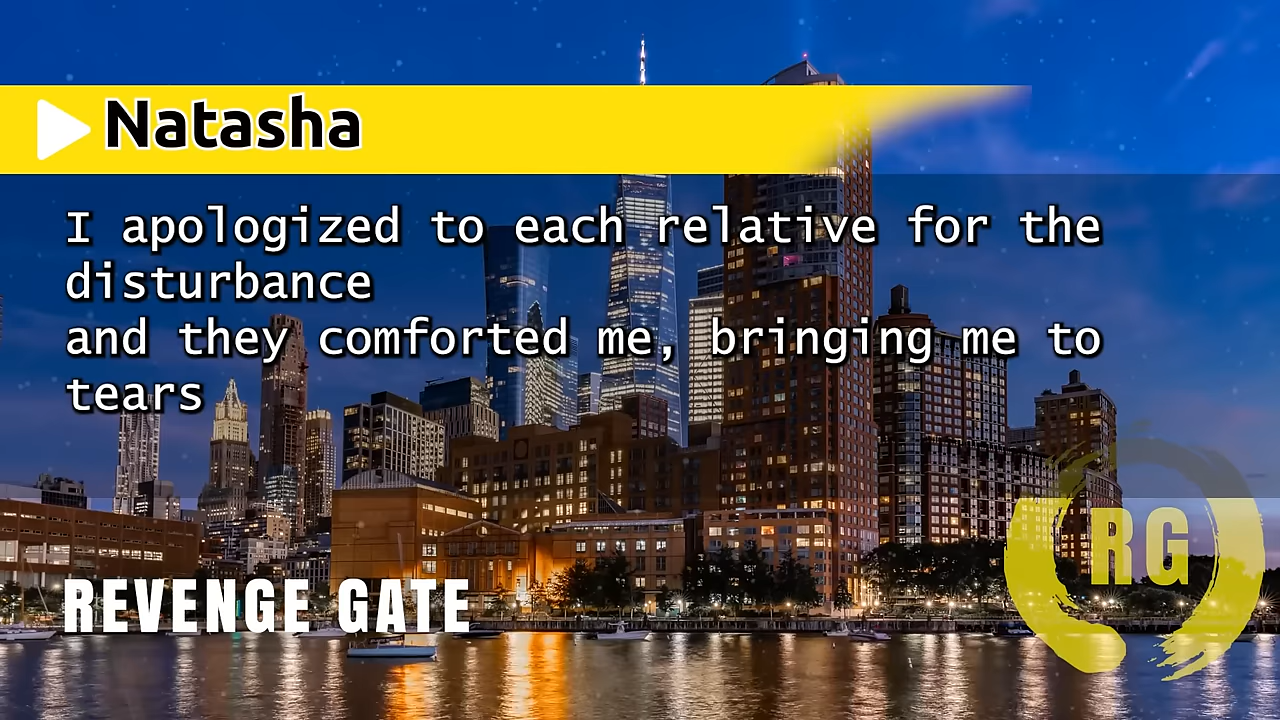 Natasha
I apologized to each relative for the
disturbance
and they comforted me, bringing me to
tears
REVENGE GATE
RG